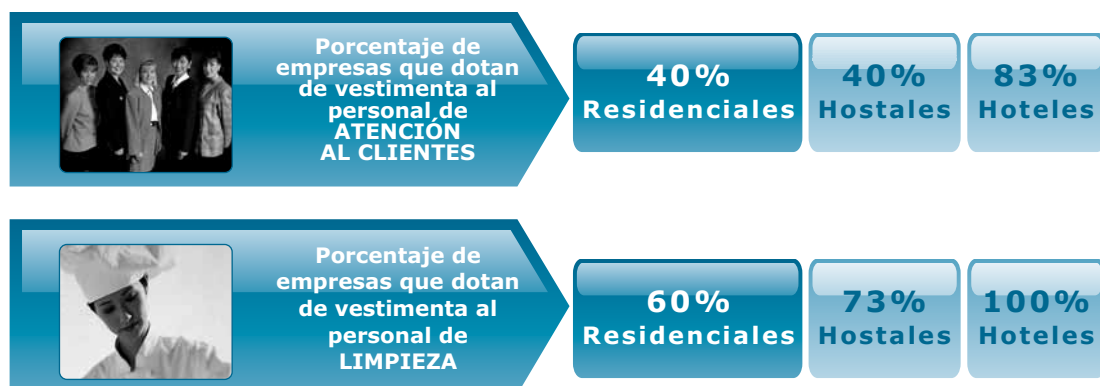 Porcentaje de
empresas que dotan
de vestimenta al
personal de
ATENCIÓN
AL CLIENTES
40%
Residenciales
40%
Hostales
83%
Hoteles
Porcentaje de
empresas que dotan
de vestimenta al
personal de
LIMPIEZA
60%
Residenciales
73%
Hostales
100%
Hoteles